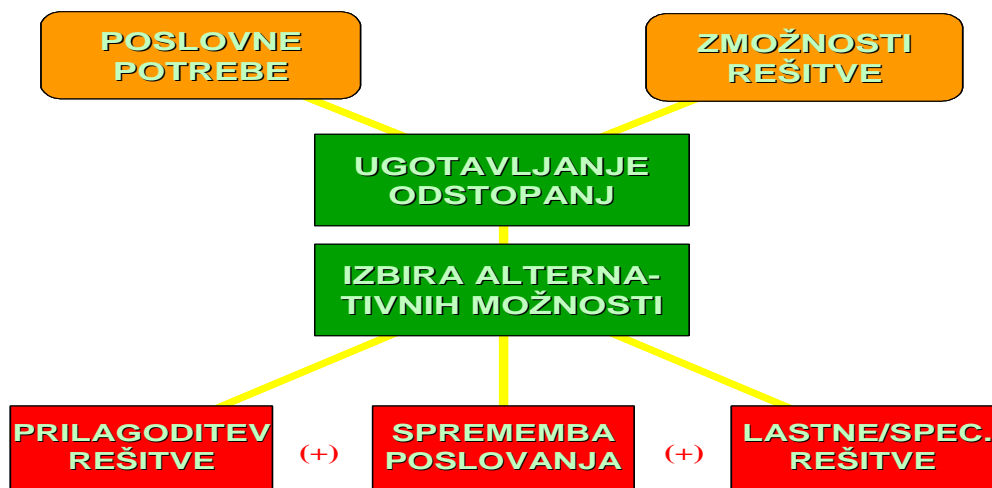 POSLOVNE
POTREBE
ZMOŽNOSTI
REŠITVE
UGOTAVLJANJE
ODSTOPANJ
IZBIRA ALTERNA-
TIVNIH MOŽNOSTI
PRILAGODITEV
REŠITVE
(+)
SPREMEMBA
POSLOVANJA
(+)
LASTNE/SPEC.
REŠITVE